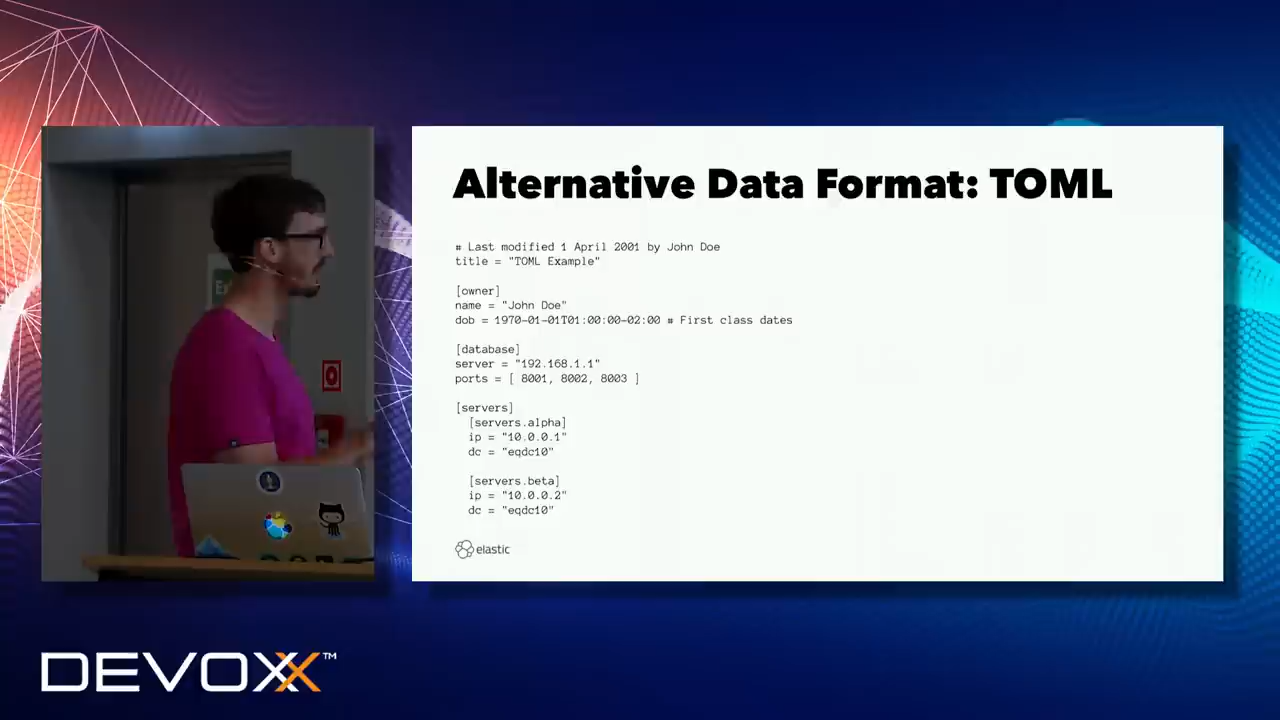 Alternative Data Format: TOML
# Last modified 1 April 2001 by John Doe
title = "TOML Example"
[owner]
name = "John Doe"
dob = 1970-01-01T01:00:00-02:00 # First class dates
[database]
server = "192.168.1.1"
ports = [ 8001, 8002, 8003 ]
[servers]
[servers.alpha]
ip = "10.0.0.1"
dc = "eqdc10"
[servers.beta]
ip = "10.0.0.2"
dc = "eqdc10"
elastic
DEVOXX™